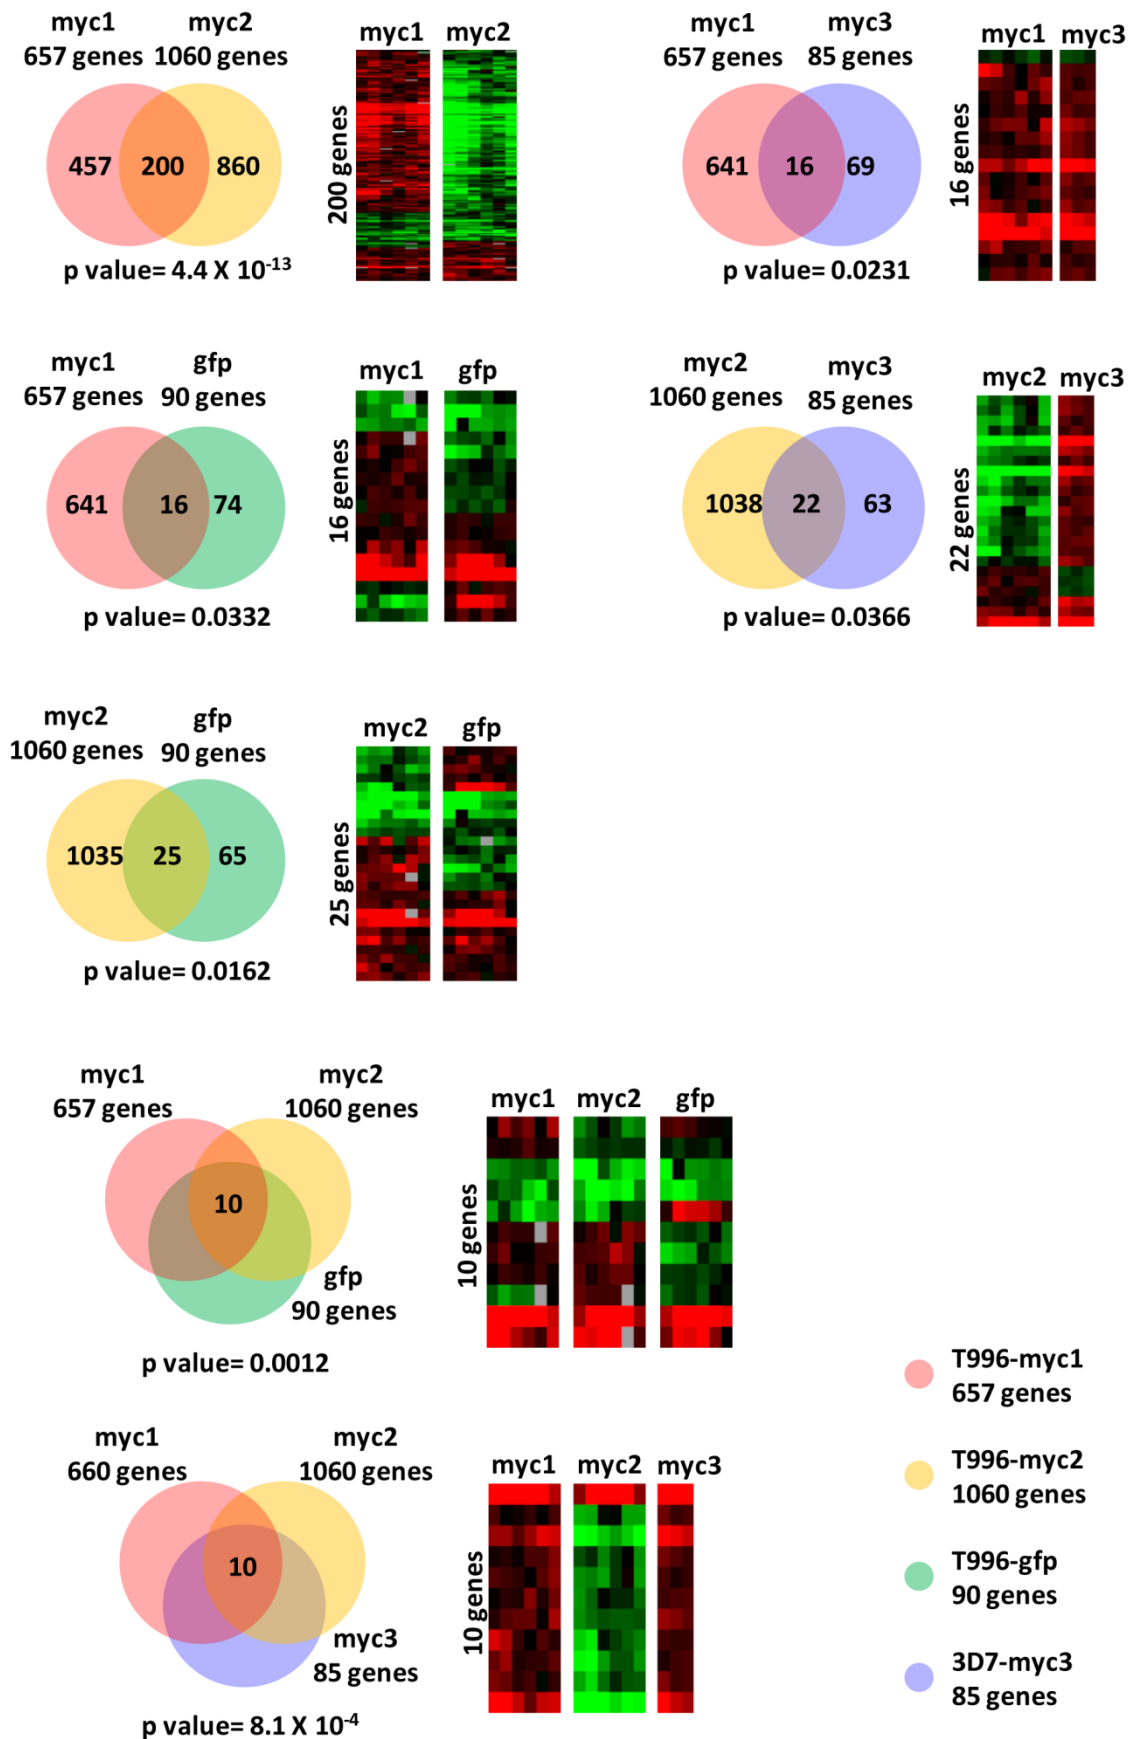 myc1 myc2
657 genes 1060 genes
457 200 860
p value= 4.4 X 10-13
myc1 myc2
200 genes
myc1 myc3
657 genes 85 genes
641 16 69
p value= 0.0231
myc1 myc3
16 genes
myc1 gfp
657 genes 90 genes
641 16 74
p value= 0.0332
myc1 gfp
16 genes
myc2 myc3
1060 genes 85 genes
1038 22 63
p value= 0.0366
myc2 myc3
22 genes
myc2 gfp
1060 genes 90 genes
1035 25 65
p value= 0.0162
myc2 gfp
25 genes
myc1 myc2
657 genes 1060 genes
10
gfp
90 genes
p value= 0.0012
myc1 myc2 gfp
10 genes
myc1 myc2
660 genes 1060 genes
10
myc3
85 genes
p value= 8.1 X 10-4
myc1 myc2 myc3
10 genes
T996-myc1
657 genes
T996-myc2
1060 genes
T996-gfp
90 genes
3D7-myc3
85 genes